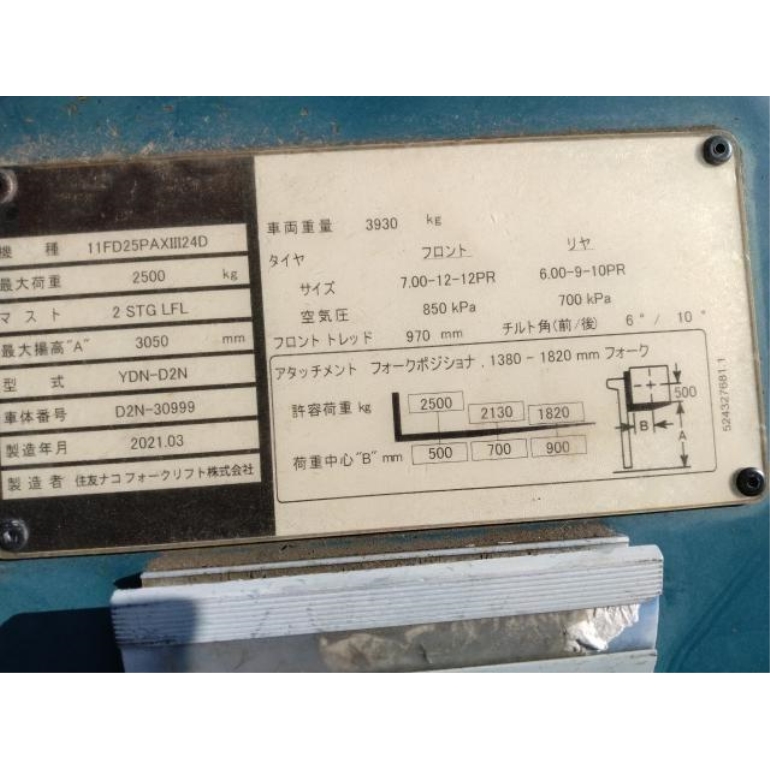 機 種 11FD25PAXIII24D
最大荷重 2500 kg
マスト 2 STG LFL
最大揚高"A" 3050 mm
型 式 YDN-D2N
車体番号 D2N-30999
製造年月 2021.03
製造者 住友ナコフォークリフト株式会社
車両重量 3930 kg
タイヤ フロント リヤ
サイズ 7.00-12-12PR 6.00-9-10PR
空気圧 850 kPa 700 kPa
フロントトレッド 970 mm チルト角(前/後) 6°/ 10°
アタッチメント フォークポジショナ . 1380 - 1820 mm フォーク
許容荷重 kg 2500 2130 1820
荷重中心"B" mm 500 700 900
500
B A
524327681.1